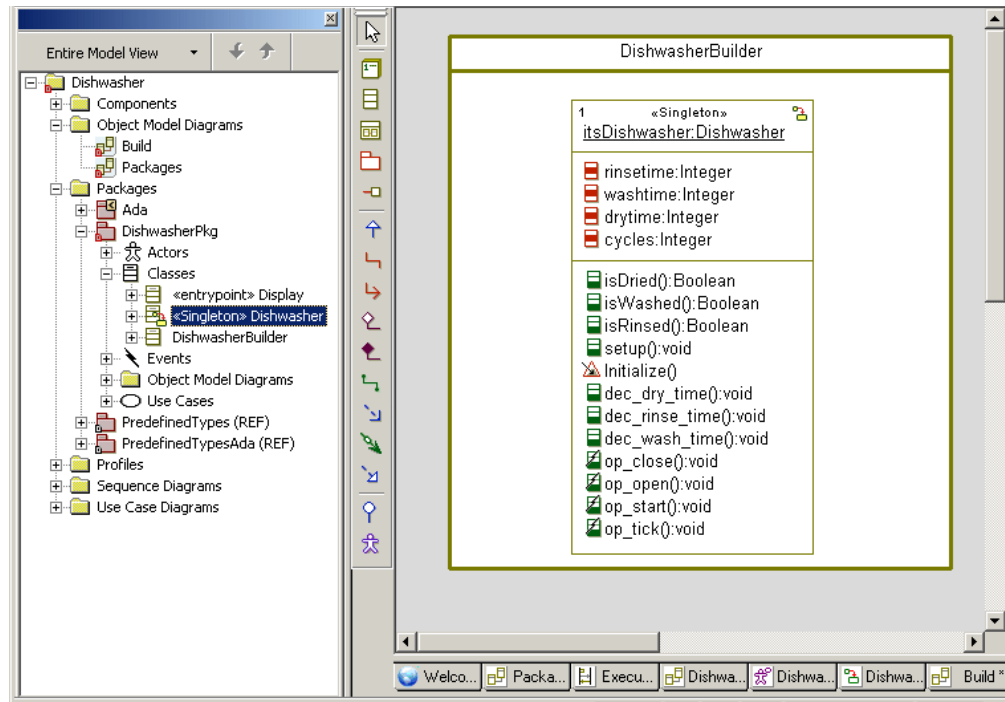 Entire Model View
Dishwasher
Components
Object Model Diagrams
Build
Packages
Packages
Ada
DishwasherPkg
Actors
Classes
«entrypoint» Display
«Singleton» Dishwasher
DishwasherBuilder
Events
Object Model Diagrams
Use Cases
PredefinedTypes (REF)
PredefinedTypesAda (REF)
Profiles
Sequence Diagrams
Use Case Diagrams
DishwasherBuilder
1 «Singleton»
itsDishwasher:Dishwasher
rinsetime:Integer
washtime:Integer
drytime:Integer
cycles:Integer
isDried():Boolean
isWashed():Boolean
isRinsed():Boolean
setup():void
Initialize()
dec_dry_time():void
dec_rinse_time():void
dec_wash_time():void
op_close():void
op_open():void
op_start():void
op_tick():void
Welco... Packa... Execu... Dishwa... Dishwa... Dishwa... Build *